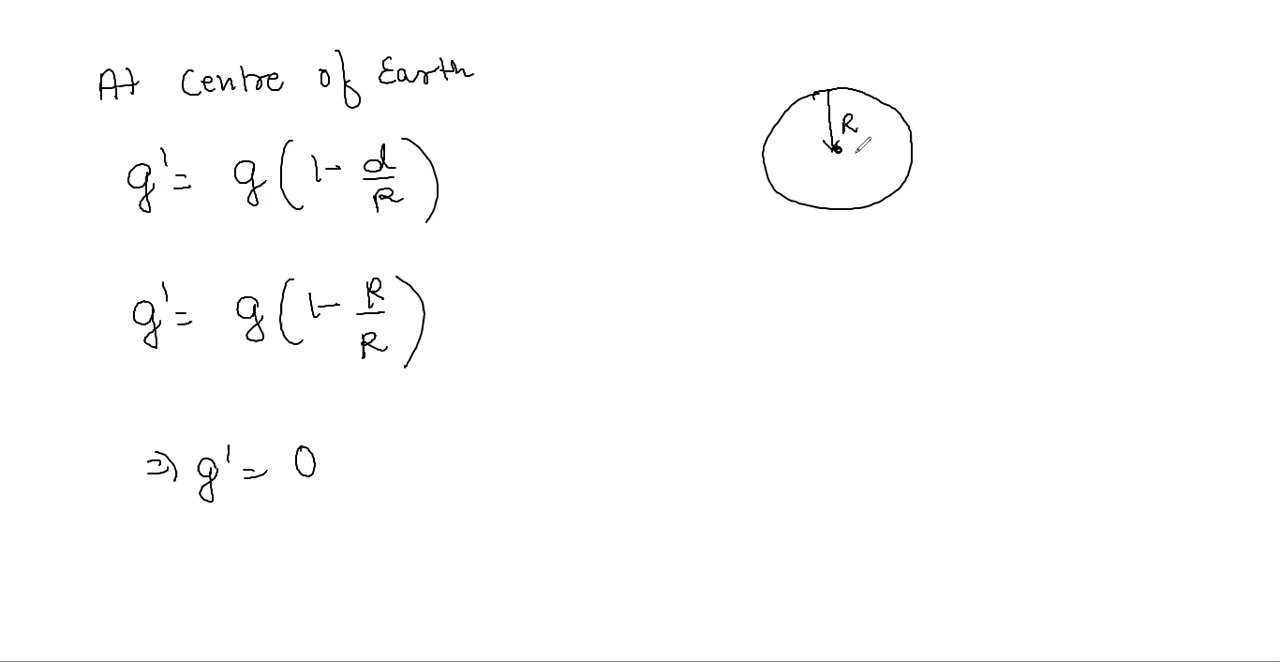 At Centre of Earth
R
g' = g(1 - d/R)
g' = g(1 - R/R)
⇒ g' = 0